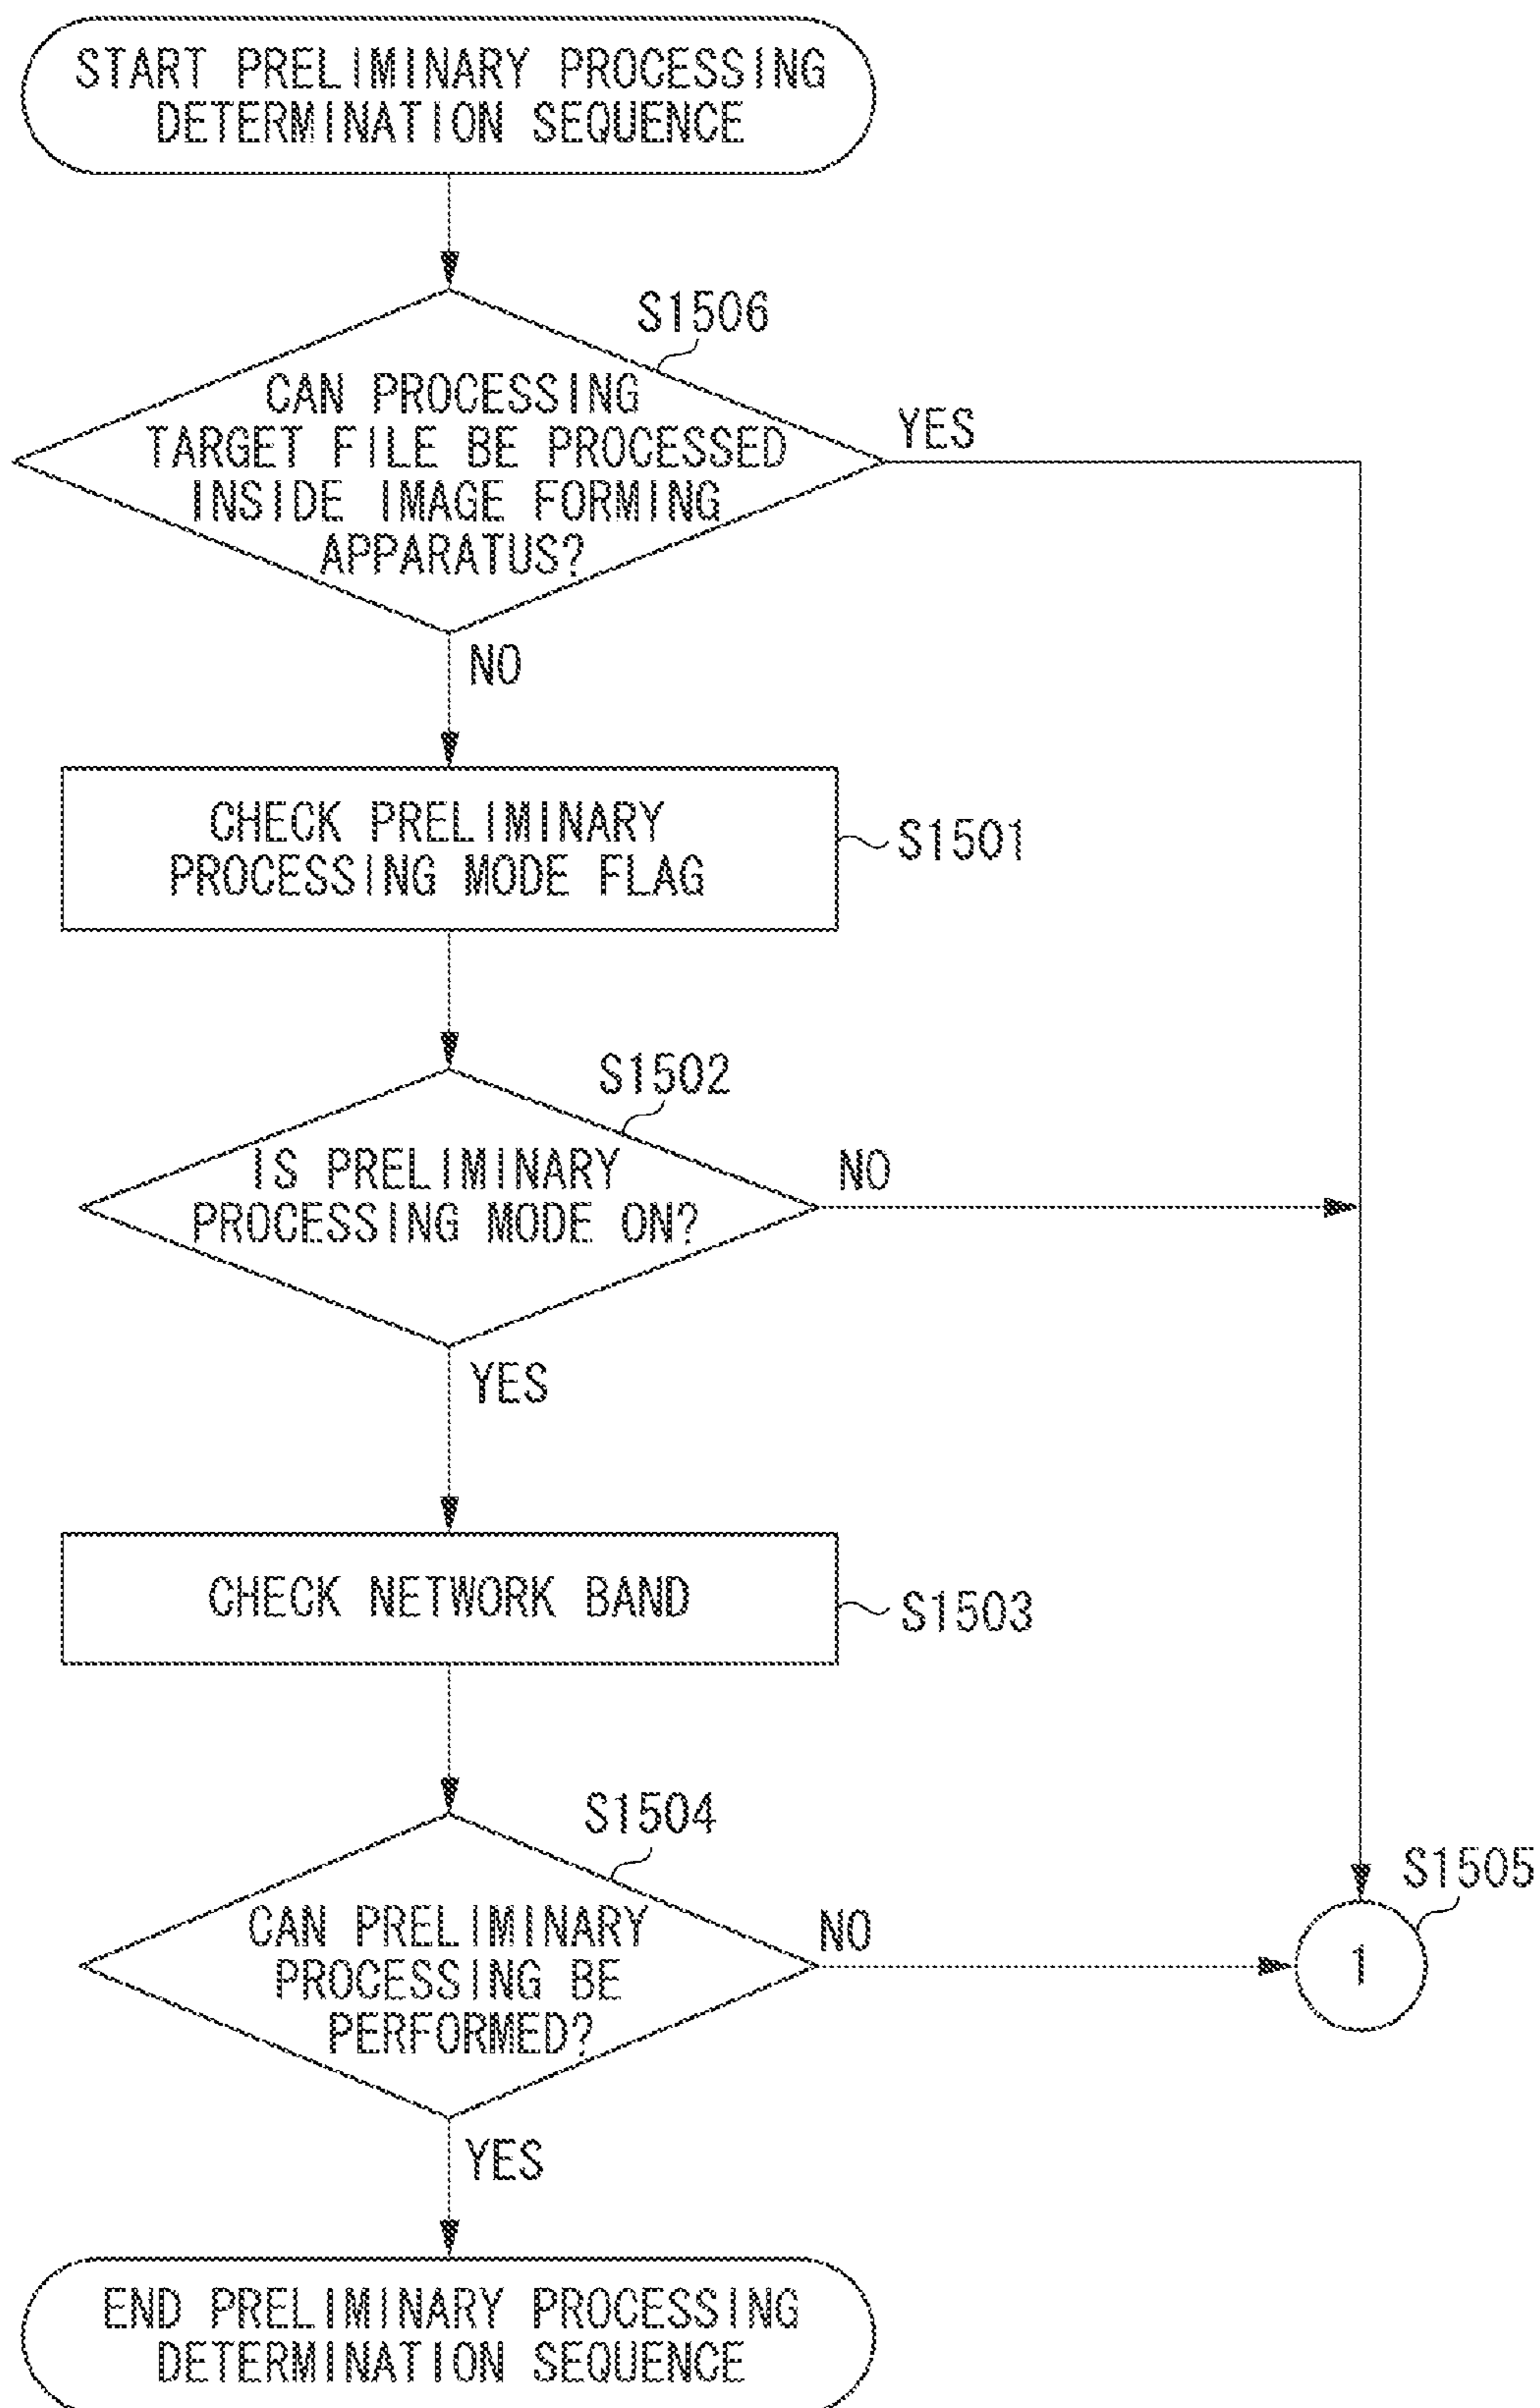 START PRELIMINARY PROCESSING
DETERMINATION SEQUENCE
S1506
CAN PROCESSING
TARGET FILE BE PROCESSED
INSIDE IMAGE FORMING
APPARATUS?
YES
NO
CHECK PRELIMINARY
PROCESSING MODE FLAG
S1501
S1502
IS PRELIMINARY
PROCESSING MODE ON?
NO
YES
CHECK NETWORK BAND
S1503
S1504
CAN PRELIMINARY
PROCESSING BE
PERFORMED?
NO
S1505
1
YES
END PRELIMINARY PROCESSING
DETERMINATION SEQUENCE